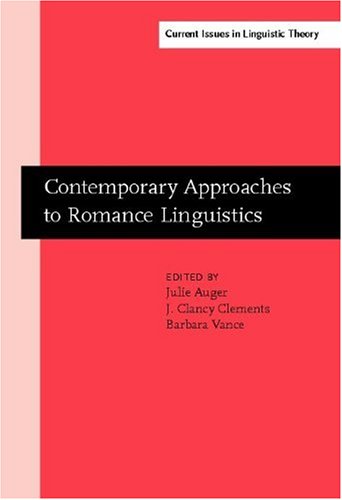 Current Issues in Linguistic Theory
Contemporary Approaches
to Romance Linguistics
EDITED BY
Julie Auger
J. Clancy Clements
Barbara Vance